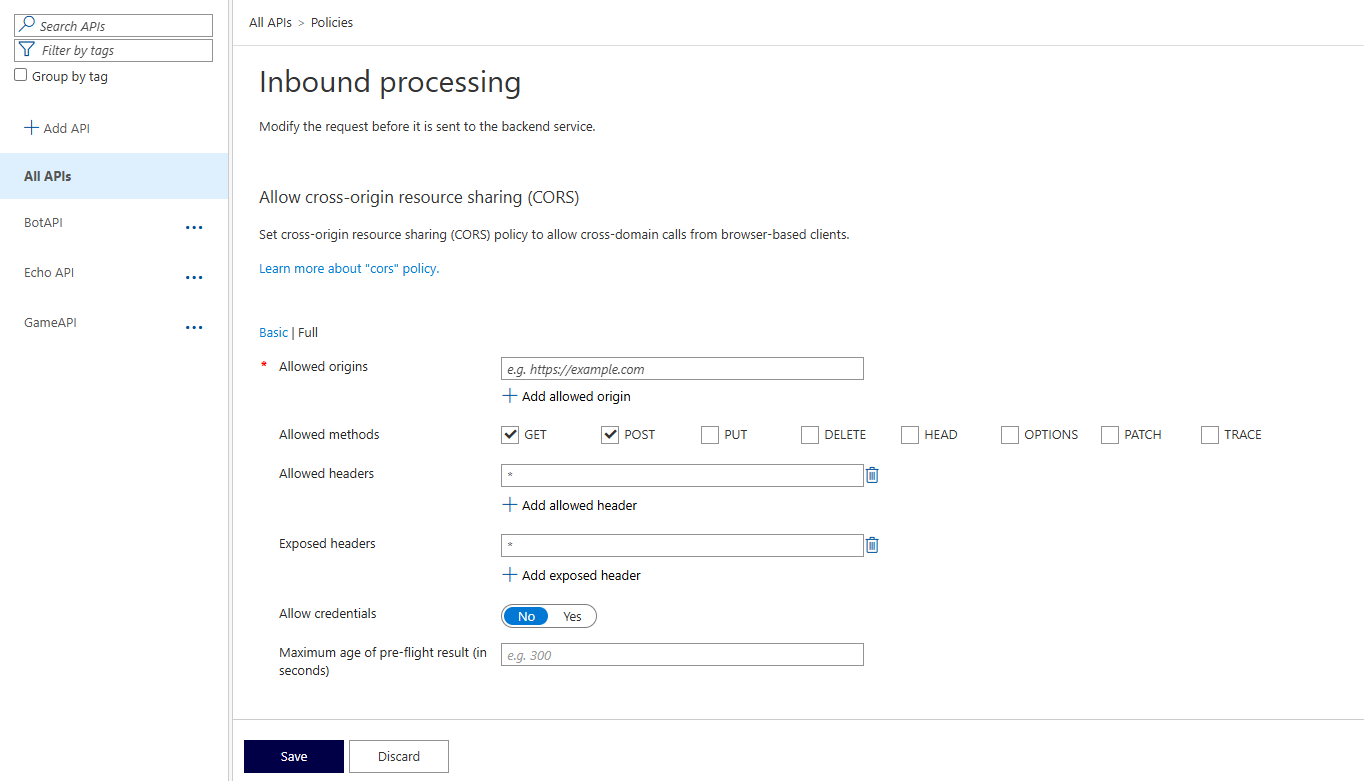 Search APIs
Filter by tags
Group by tag
Add API
All APIs
BotAPI
...
Echo API
...
GameAPI
...
All APIs > Policies
Inbound processing
Modify the request before it is sent to the backend service.
Allow cross-origin resource sharing (CORS)
Set cross-origin resource sharing (CORS) policy to allow cross-domain calls from browser-based clients.
Learn more about "cors" policy.
Basic | Full
* Allowed origins
e.g. https://example.com
Add allowed origin
Allowed methods
GET POST PUT DELETE HEAD OPTIONS PATCH TRACE
Allowed headers
*
Add allowed header
Exposed headers
*
Add exposed header
Allow credentials
No Yes
Maximum age of pre-flight result (in
seconds)
e.g. 300
Save Discard